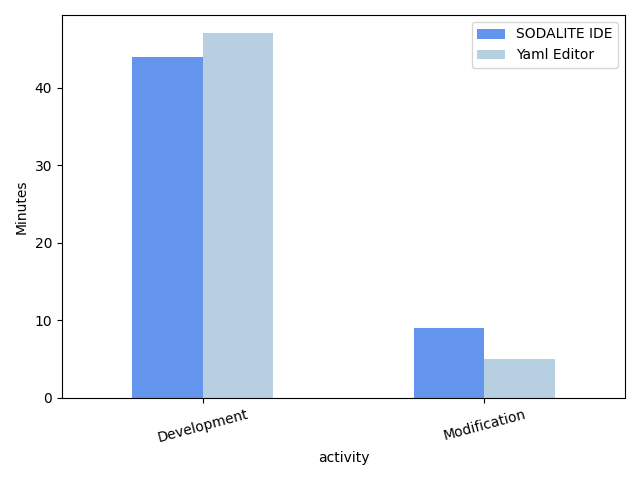 SODALITE IDE
Yaml Editor
Minutes
40
30
20
10
0
Development
Modification
activity